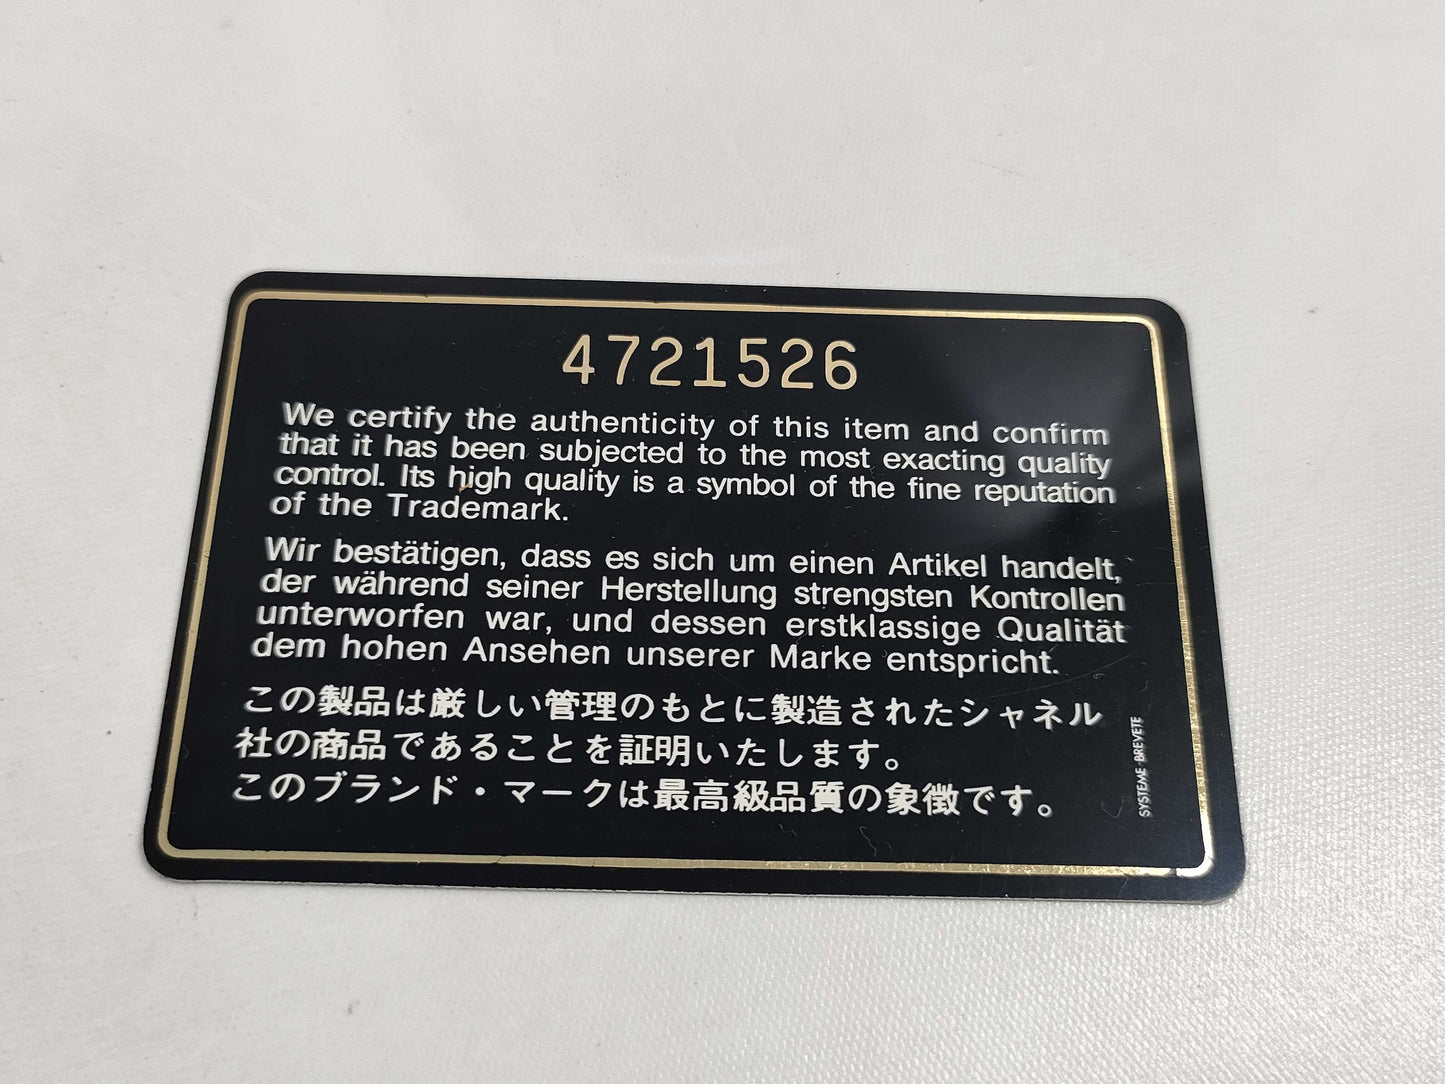 4721526
We certify the authenticity of this item and confirm
that it has been subjected to the most exacting quality
control. Its high quality is a symbol of the fine reputation
of the Trademark.
Wir bestätigen, dass es sich um einen Artikel handelt,
der während seiner Herstellung strengsten Kontrollen
unterworfen war, und dessen erstklassige Qualität
dem hohen Ansehen unserer Marke entspricht.
この製品は厳しい管理のもとに製造されたシャネル
社の商品であることを証明いたします。
このブランド・マークは最高級品質の象徴です。
SYSTEME BREVETE